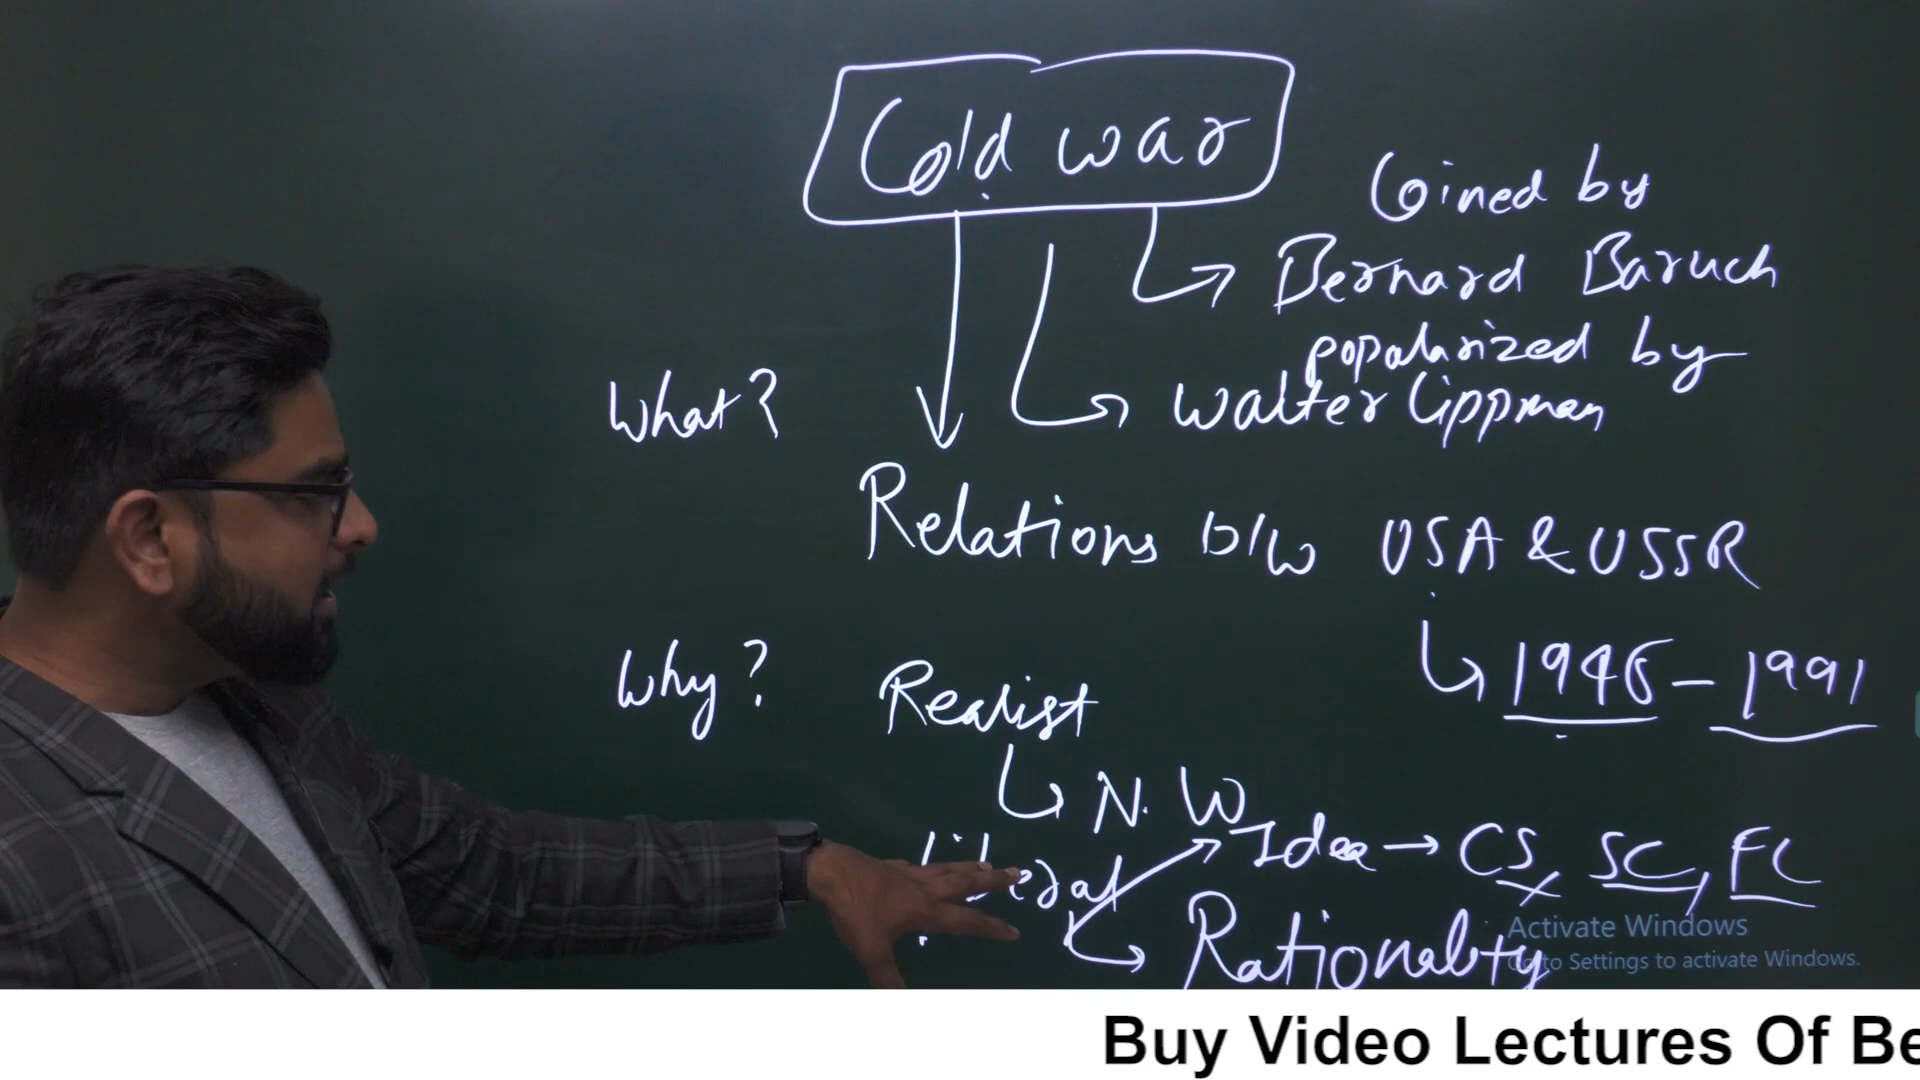 Cold war
Coined by
Bernard Baruch
popularized by
What?
Walter Lippman
Relations b/w USA & USSR
1946 - 1991
Why?
Realist
N. W
Liberal
Idea → CS, SC, FC
Rationality
Activate Windows
Go to Settings to activate Windows.
Buy Video Lectures Of Be